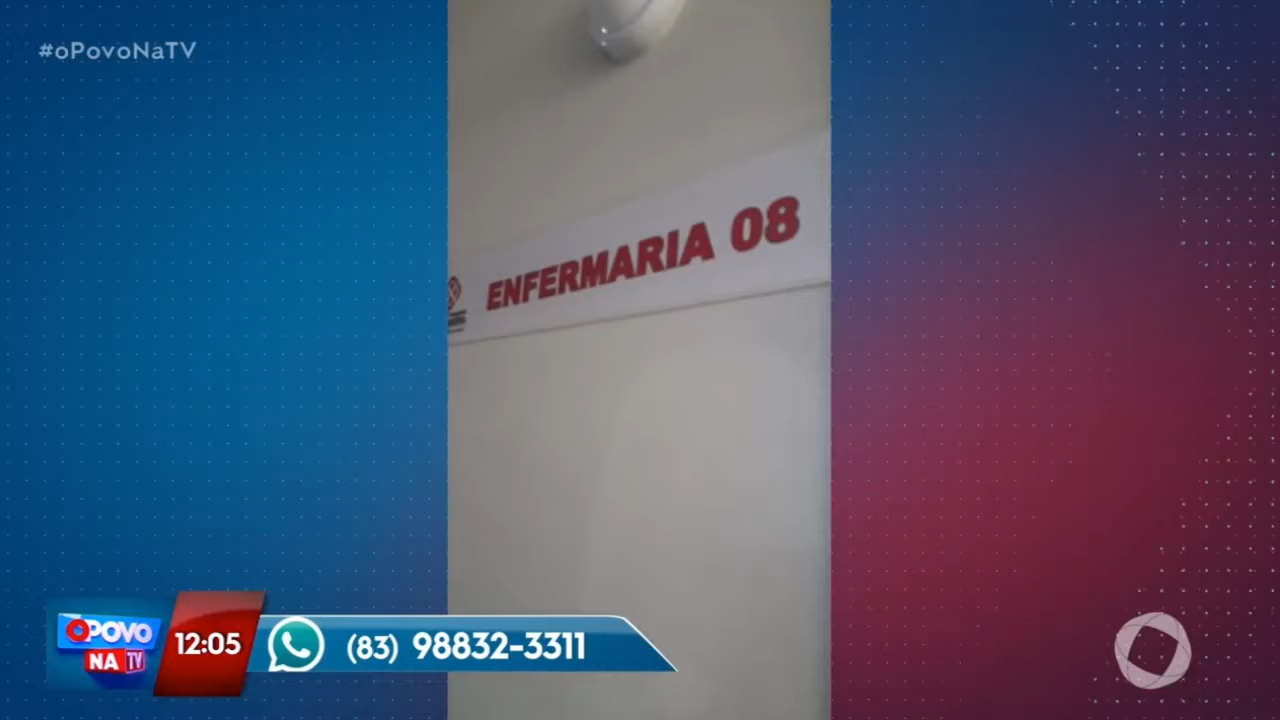 #oPovoNaTV
ENFERMARIA 08
OPOVO
NA TV
12:05
(83) 98832-3311